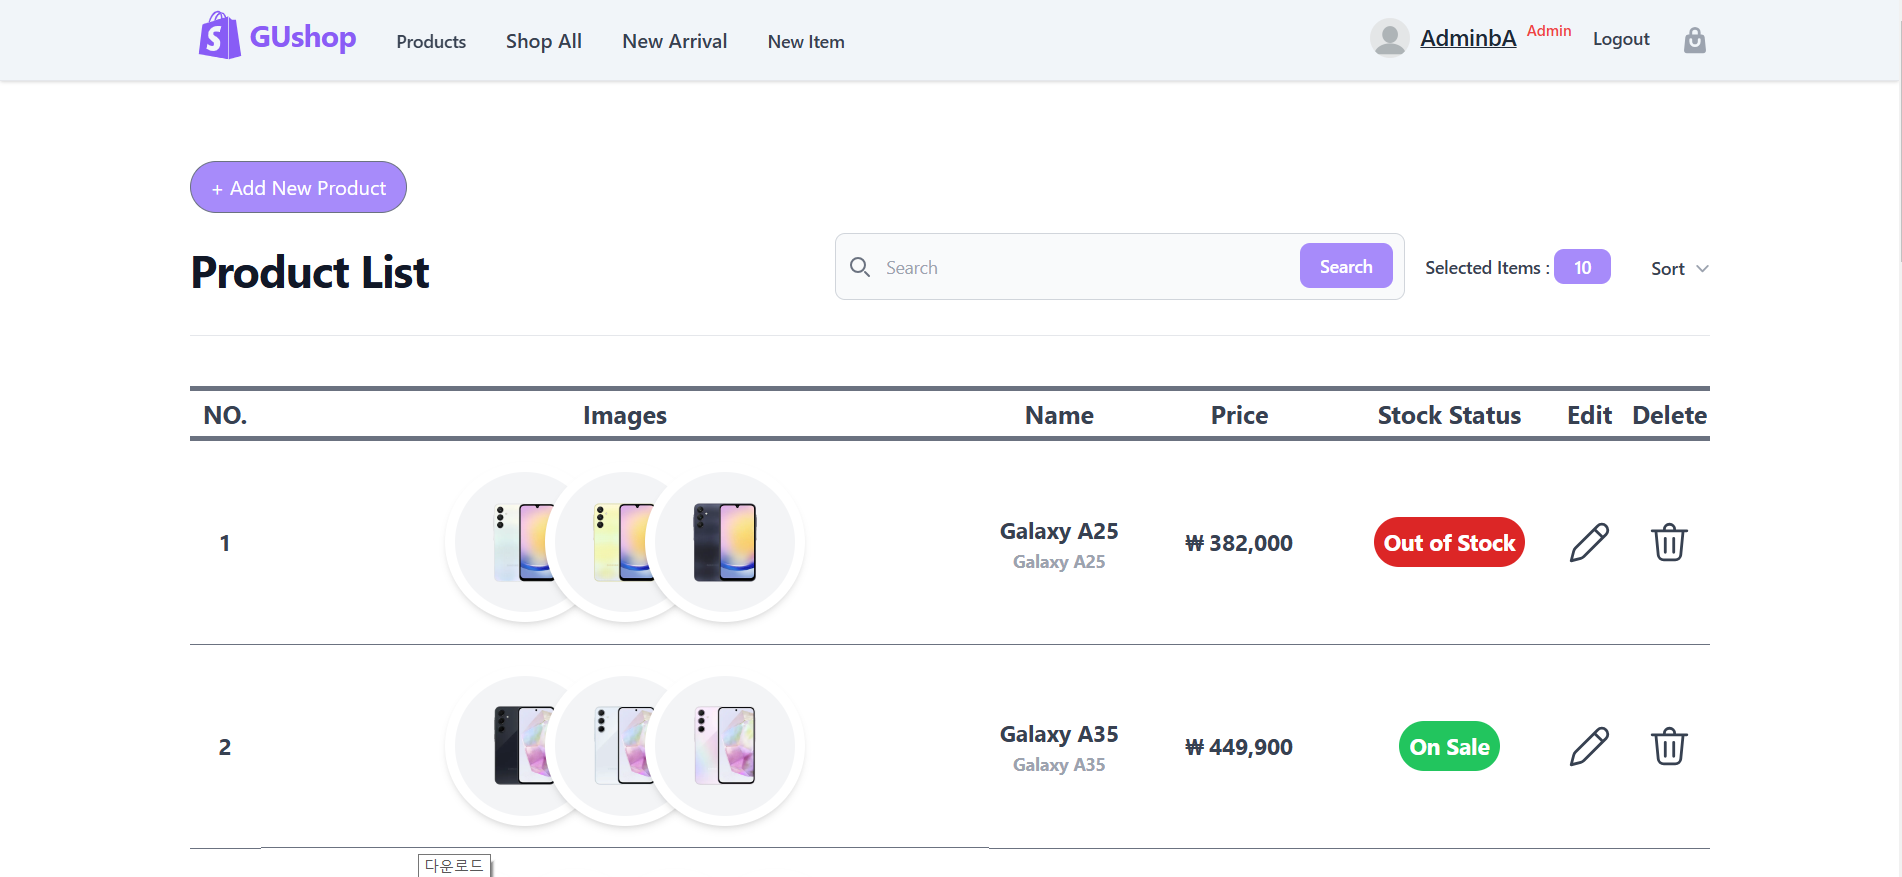 GUshop Products Shop All New Arrival New Item AdminbA Admin Logout
+ Add New Product
Product List Search Search Selected Items : 10 Sort
NO. Images Name Price Stock Status Edit Delete
1 Galaxy A25 ₩ 382,000 Out of Stock
Galaxy A25
2 Galaxy A35 ₩ 449,900 On Sale
Galaxy A35
다운로드